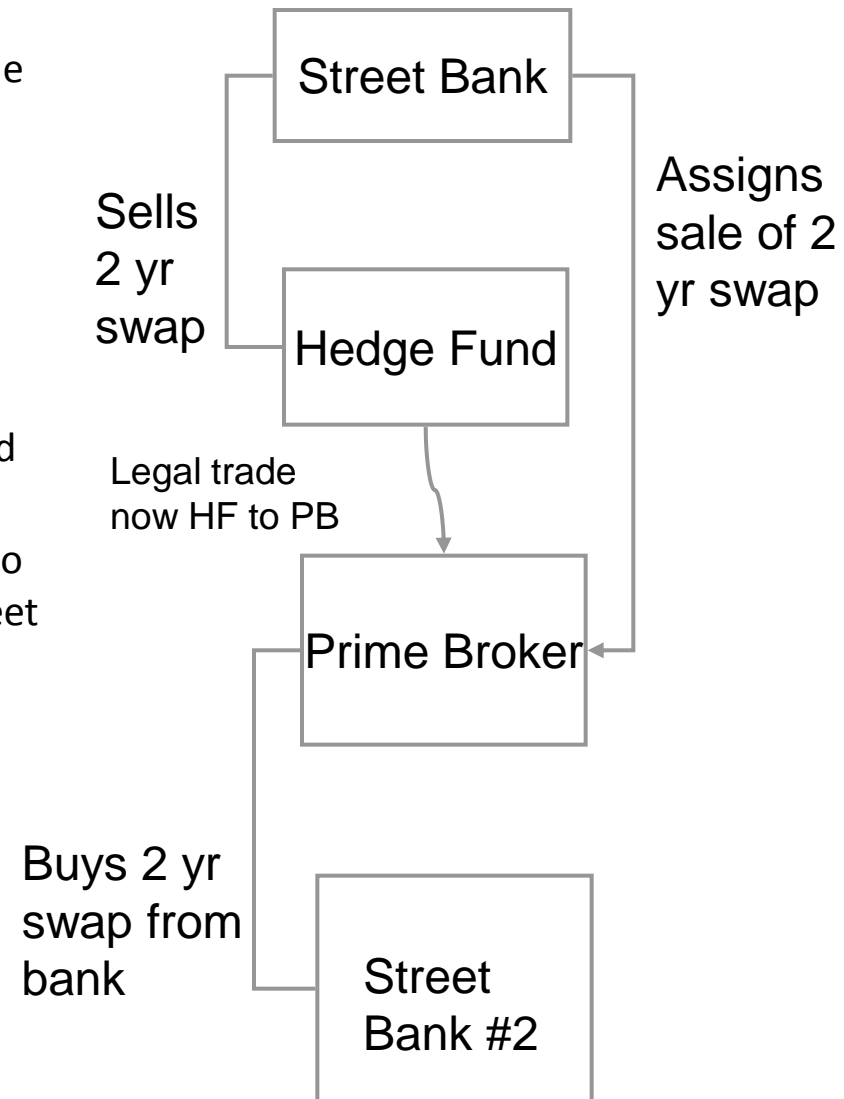 e
Street Bank
Assigns
sale of 2
yr swap
Sells
2 yr
swap
Hedge Fund
d
Legal trade
now HF to PB
o
eet
Prime Broker
Buys 2 yr
swap from
bank
Street
Bank #2